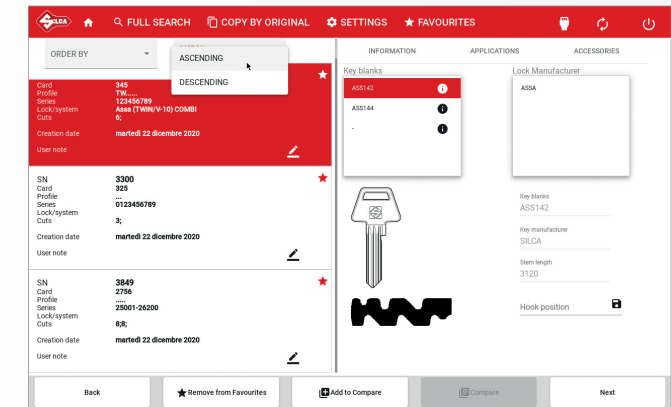 SILCA
FULL SEARCH
COPY BY ORIGINAL
SETTINGS
FAVOURITES
ORDER BY
ASCENDING
DESCENDING
INFORMATION
APPLICATIONS
ACCESSORIES
Card 345
Profile TW......
Series 123456789
Lock/system Assa (TWIN/V-10) COMBI
Cuts 6;
Creation date martedì 22 dicembre 2020
User note
SN 3300
Card 325
Profile ...
Series 0123456789
Lock/system
Cuts 3;
Creation date martedì 22 dicembre 2020
User note
SN 3849
Card 2756
Profile .....
Series 25001-26200
Lock/system
Cuts 8;8;
Creation date martedì 22 dicembre 2020
User note
Key blanks
ASS142
ASS144
-
Lock Manufacturer
ASSA
Key blanks
ASS142
Key manufacturer
SILCA
Stem length
3120
Hook position
Back
Remove from Favourites
Add to Compare
Compare
Next